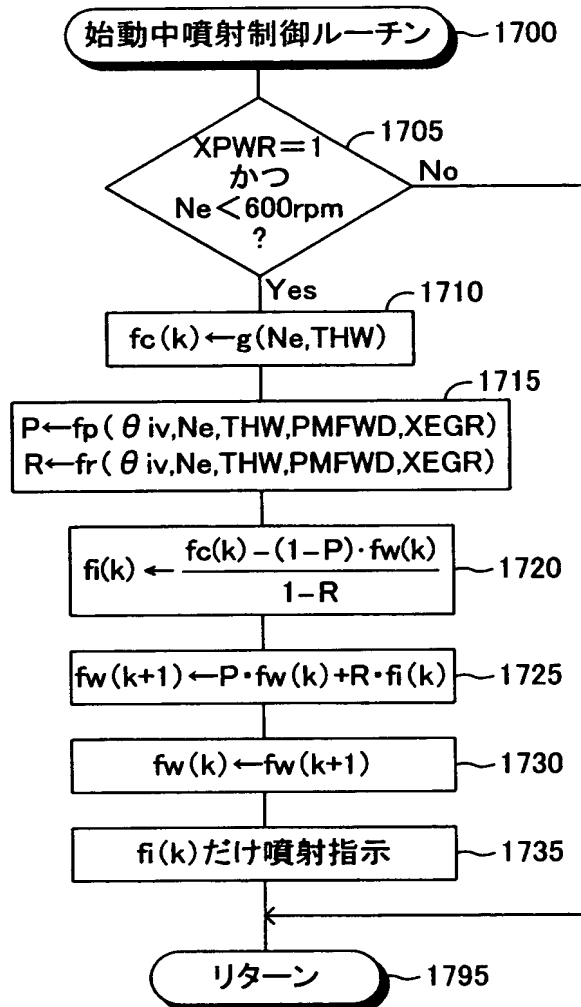 始動中噴射制御ルーチン
1700
1705
XPWR=1
かつ
Ne<600rpm
?
No
Yes
1710
fc(k)←g(Ne,THW)
1715
P←fp(θiv,Ne,THW,PMFWD,XEGR)
R←fr(θiv,Ne,THW,PMFWD,XEGR)
fi(k)← fc(k)-(1-P)·fw(k)
1-R
1720
fw(k+1)←P·fw(k)+R·fi(k)
1725
fw(k)←fw(k+1)
1730
fi(k)だけ噴射指示
1735
リターン
1795